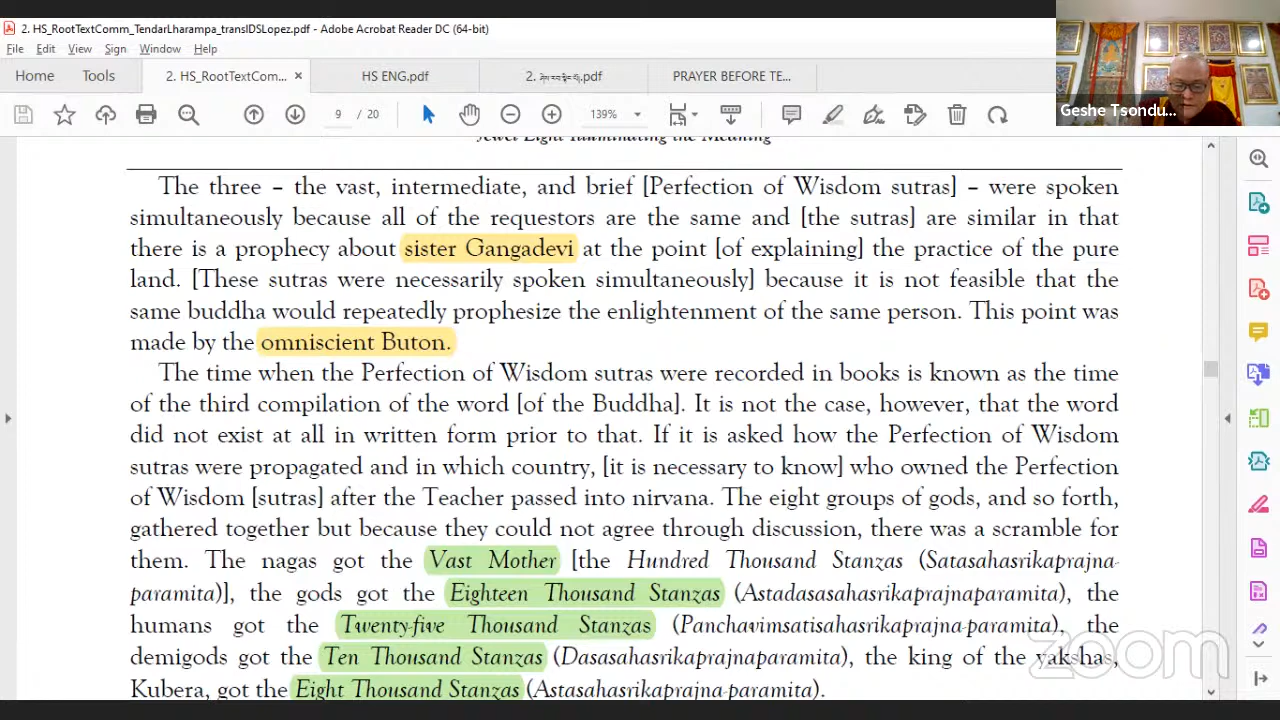 2. HS_RootTextComm_TendarLharampa_transIDSLopez.pdf - Adobe Acrobat Reader DC (64-bit)
File Edit View Sign Window Help
Home Tools 2. HS_RootTextCom... × HS ENG.pdf PRAYER BEFORE TE...
9 / 20 139%
Geshe Tsondu...
Jewel Light Illuminating the Meaning
The three – the vast, intermediate, and brief [Perfection of Wisdom sutras] – were spoken
simultaneously because all of the requestors are the same and [the sutras] are similar in that
there is a prophecy about sister Gangadevi at the point [of explaining] the practice of the pure
land. [These sutras were necessarily spoken simultaneously] because it is not feasible that the
same buddha would repeatedly prophesize the enlightenment of the same person. This point was
made by the omniscient Buton.
The time when the Perfection of Wisdom sutras were recorded in books is known as the time
of the third compilation of the word [of the Buddha]. It is not the case, however, that the word
did not exist at all in written form prior to that. If it is asked how the Perfection of Wisdom
sutras were propagated and in which country, [it is necessary to know] who owned the Perfection
of Wisdom [sutras] after the Teacher passed into nirvana. The eight groups of gods, and so forth,
gathered together but because they could not agree through discussion, there was a scramble for
them. The nagas got the Vast Mother [the Hundred Thousand Stanzas (Satasahasrikaprajna-
paramita)], the gods got the Eighteen Thousand Stanzas (Astadasasahasrikaprajnaparamita), the
humans got the Twenty-five Thousand Stanzas (Panchavimsatisahasrikaprajna-paramita), the
demigods got the Ten Thousand Stanzas (Dasasahasrikaprajnaparamita), the king of the yakshas,
Kubera, got the Eight Thousand Stanzas (Astasahasrikaprajna-paramita).
zoom